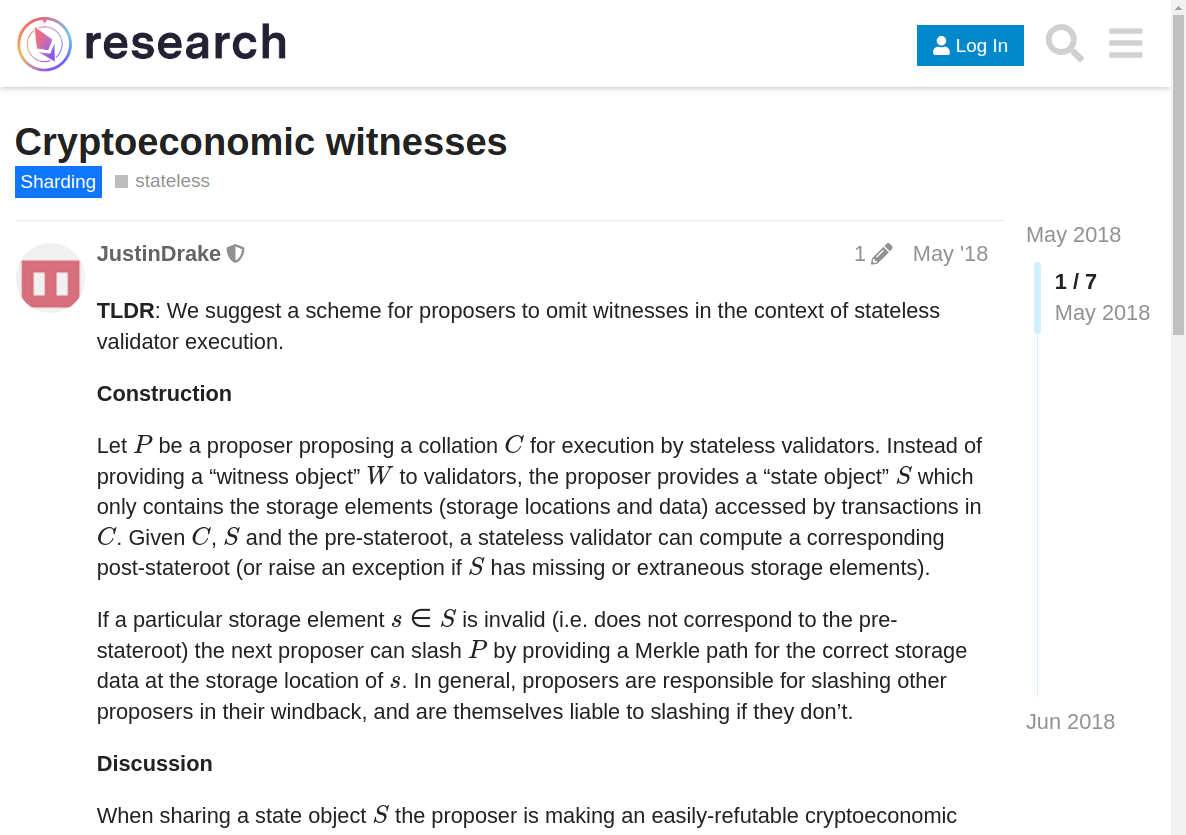 research
Log In
Cryptoeconomic witnesses
Sharding stateless
JustinDrake 1 May '18
TLDR: We suggest a scheme for proposers to omit witnesses in the context of stateless
validator execution.
Construction
Let P be a proposer proposing a collation C for execution by stateless validators. Instead of
providing a “witness object” W to validators, the proposer provides a “state object” S which
only contains the storage elements (storage locations and data) accessed by transactions in
C. Given C, S and the pre-stateroot, a stateless validator can compute a corresponding
post-stateroot (or raise an exception if S has missing or extraneous storage elements).
If a particular storage element s ∈ S is invalid (i.e. does not correspond to the pre-
stateroot) the next proposer can slash P by providing a Merkle path for the correct storage
data at the storage location of s. In general, proposers are responsible for slashing other
proposers in their windback, and are themselves liable to slashing if they don’t.
Discussion
When sharing a state object S the proposer is making an easily-refutable cryptoeconomic
May 2018
1 / 7
May 2018
Jun 2018